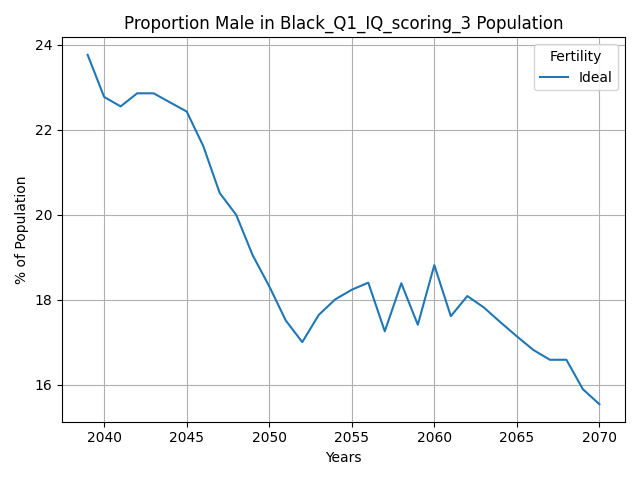 Proportion Male in Black_Q1_IQ_scoring_3 Population
Fertility
Ideal
% of Population
24
22
20
18
16
2040 2045 2050 2055 2060 2065 2070
Years